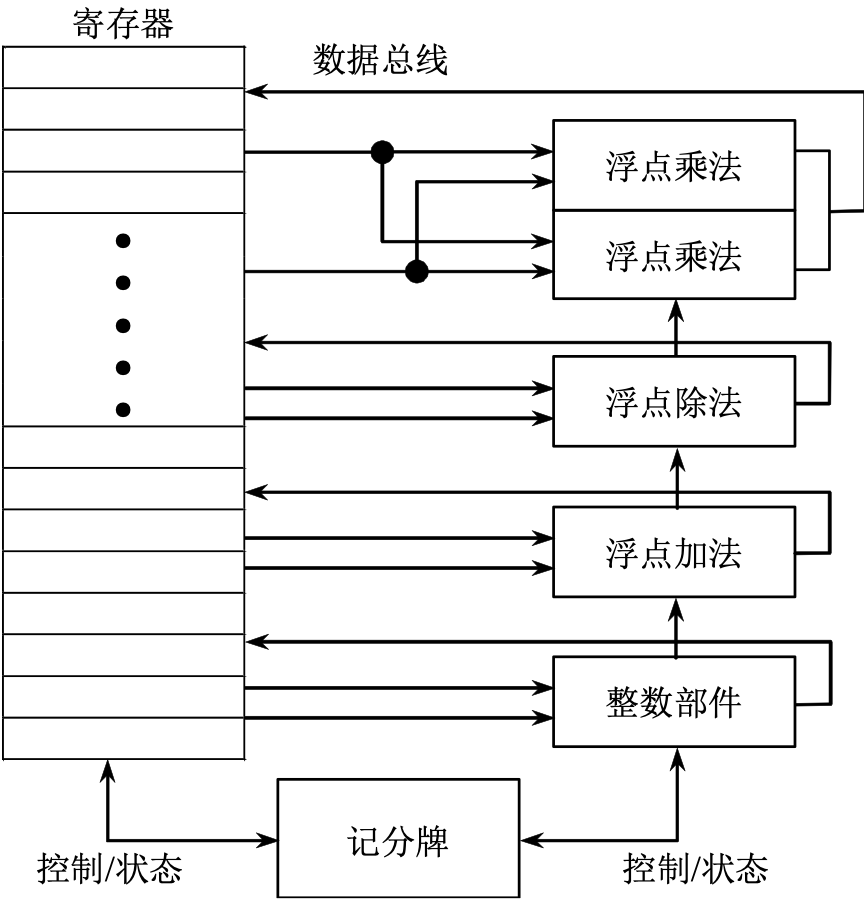 寄存器
数据总线
浮点乘法
浮点乘法
浮点除法
浮点加法
整数部件
记分牌
控制/状态
控制/状态